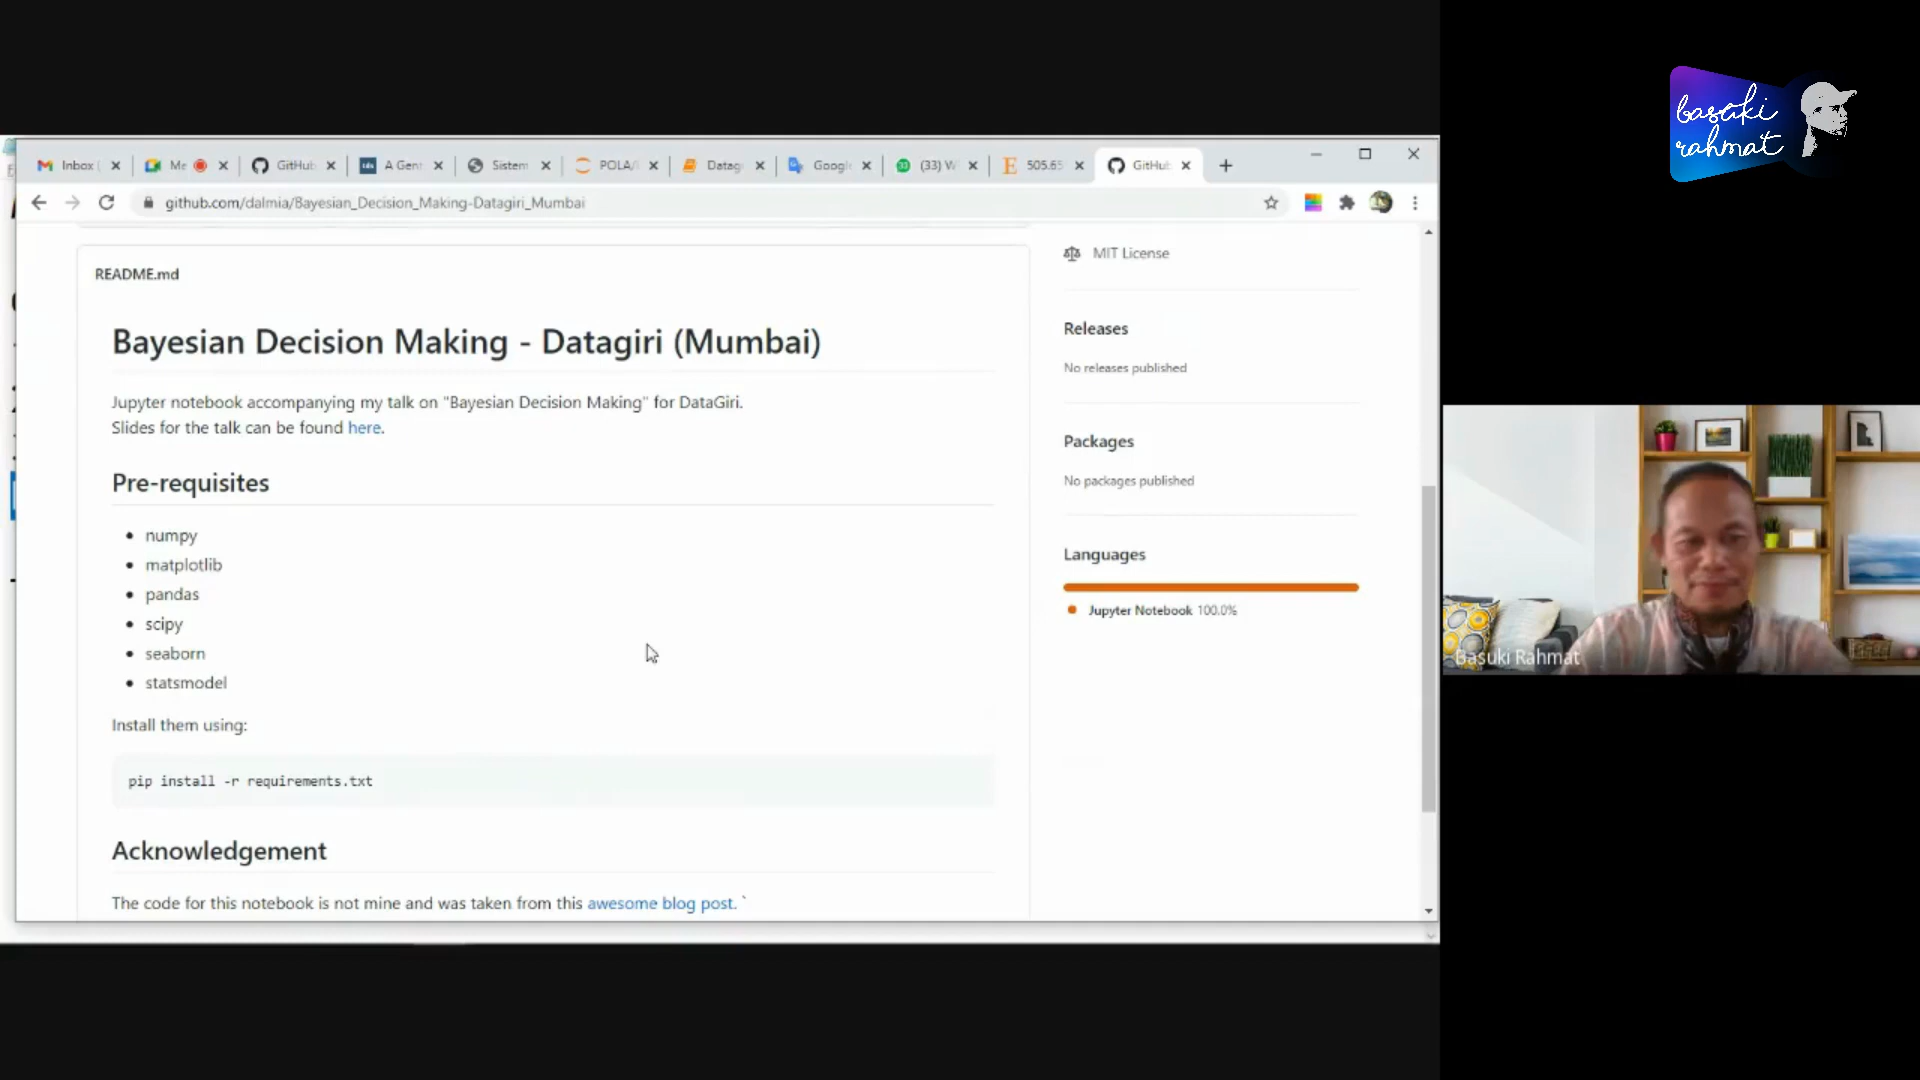 basuki
rahmat
Inbox (
Me
GitHub
A Gent
Sistem
POLA/
Datag
Google
(33) W
505.65
GitHub
github.com/dalmia/Bayesian_Decision_Making-Datagiri_Mumbai
README.md
Bayesian Decision Making - Datagiri (Mumbai)
Jupyter notebook accompanying my talk on "Bayesian Decision Making" for DataGiri.
Slides for the talk can be found here.
Pre-requisites
numpy
matplotlib
pandas
scipy
seaborn
statsmodel
Install them using:
pip install -r requirements.txt
Acknowledgement
The code for this notebook is not mine and was taken from this awesome blog post. `
MIT License
Releases
No releases published
Packages
No packages published
Languages
Jupyter Notebook 100.0%
Basuki Rahmat